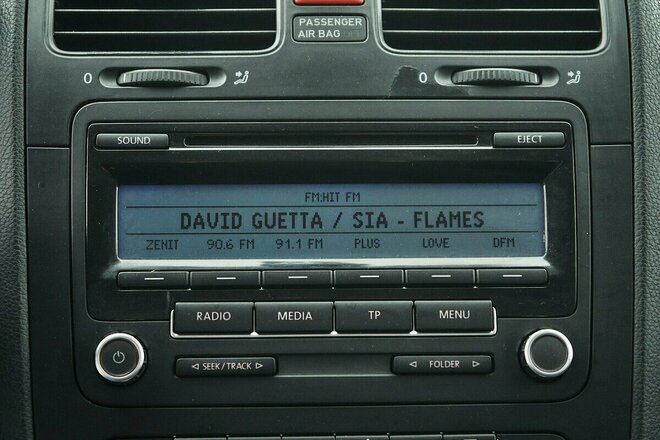 PASSENGER
AIR BAG
0 0
SOUND EJECT
FM:HIT FM
DAVID GUETTA / SIA - FLAMES
ZENIT 90.6 FM 91.1 FM PLUS LOVE DFM
RADIO MEDIA TP MENU
SEEK/TRACK FOLDER